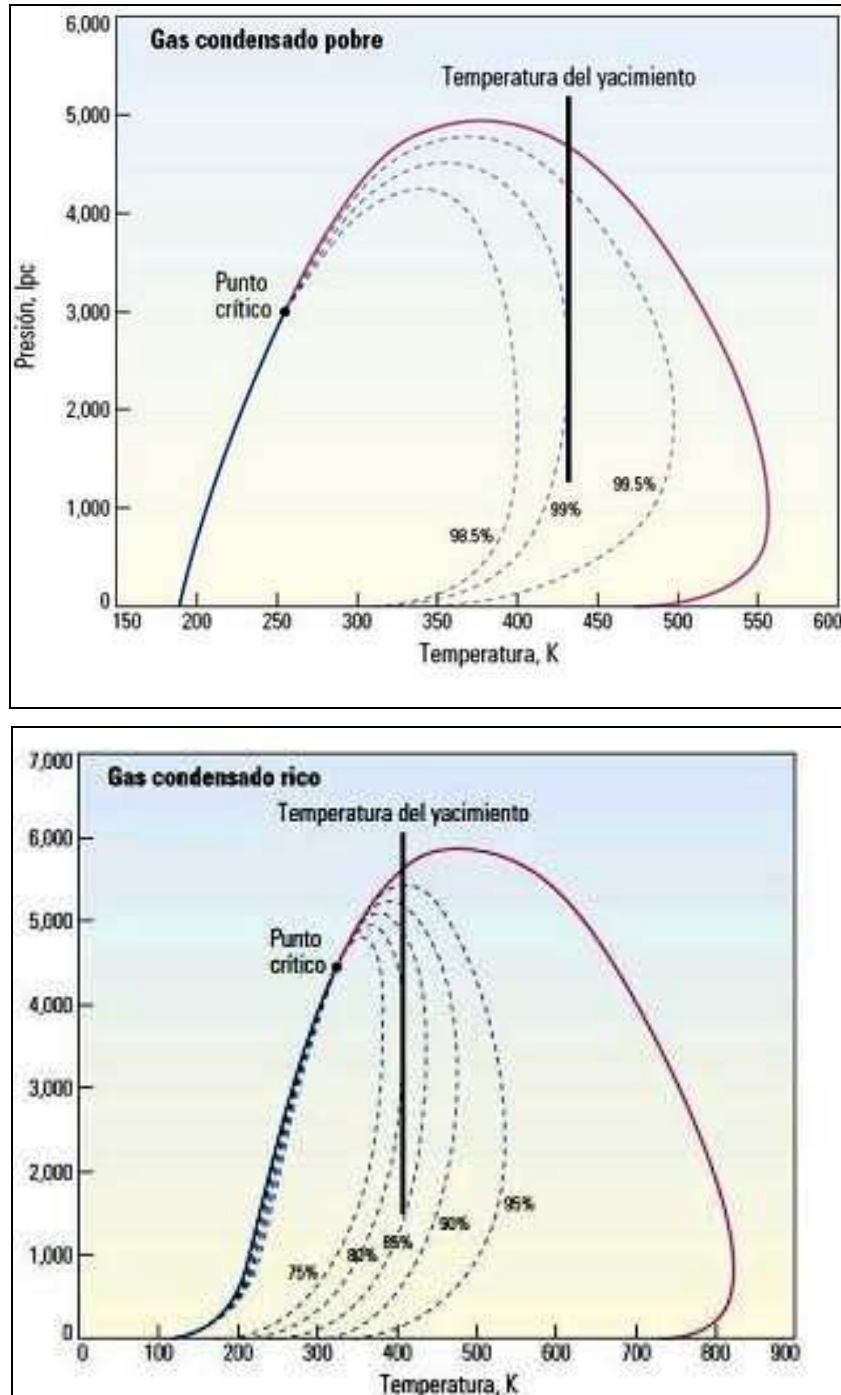 Gas condensado pobre
Temperatura del yacimiento
Punto
crítico
Presión, lpc
6,000
5,000
4,000
3,000
2,000
1,000
0
98.5%
99%
99.5%
150 200 250 300 350 400 450 500 550 600
Temperatura, K
Gas condensado rico
Temperatura del yacimiento
Punto
crítico
7,000
6,000
5,000
4,000
3,000
2,000
1,000
0
75%
80%
85%
90%
95%
0 100 200 300 400 500 600 700 800 900
Temperatura, K